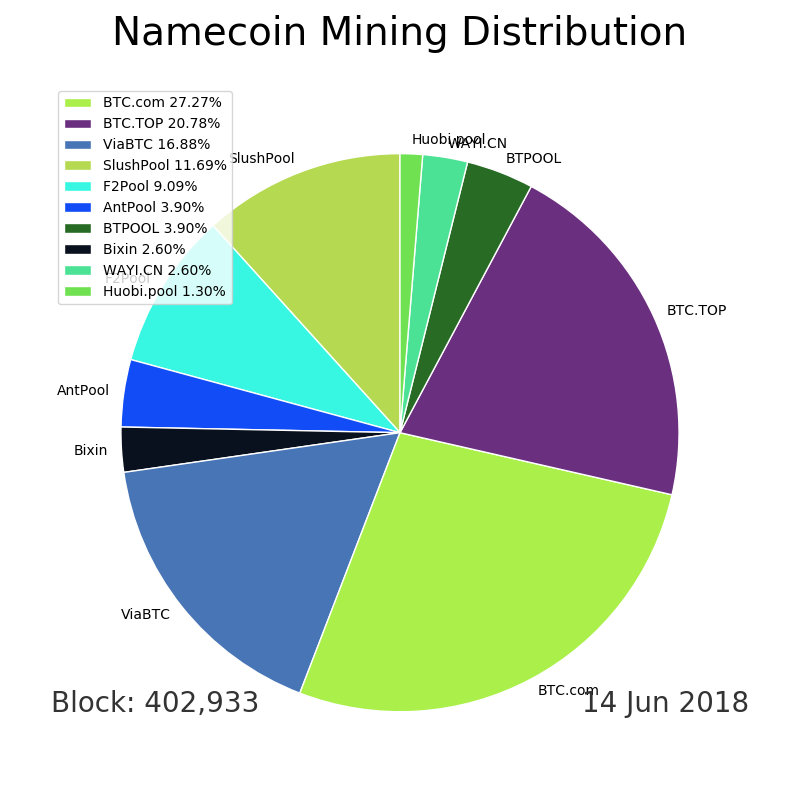 Namecoin Mining Distribution
BTC.com 27.27%
BTC.TOP 20.78%
ViaBTC 16.88%
SlushPool 11.69%
F2Pool 9.09%
AntPool 3.90%
BTPOOL 3.90%
Bixin 2.60%
WAYI.CN 2.60%
Huobi.pool 1.30%
Huobi.pool
WAYI.CN
BTPOOL
SlushPool
F2Pool
BTC.TOP
AntPool
Bixin
ViaBTC
BTC.com
Block: 402,933
14 Jun 2018